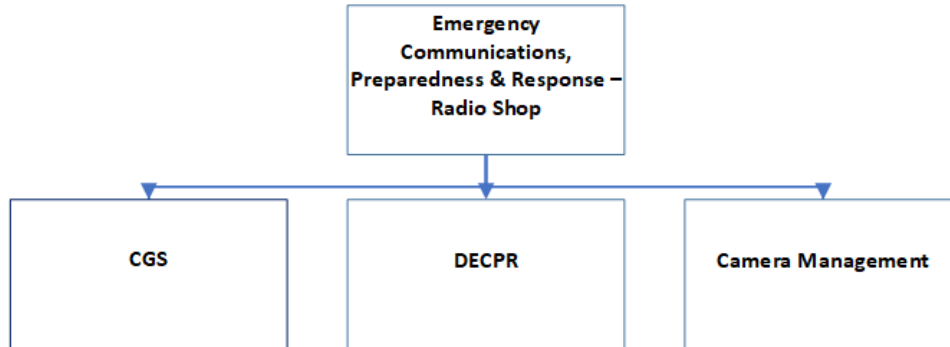 Emergency
Communications,
Preparedness & Response –
Radio Shop
CGS
DECPR
Camera Management